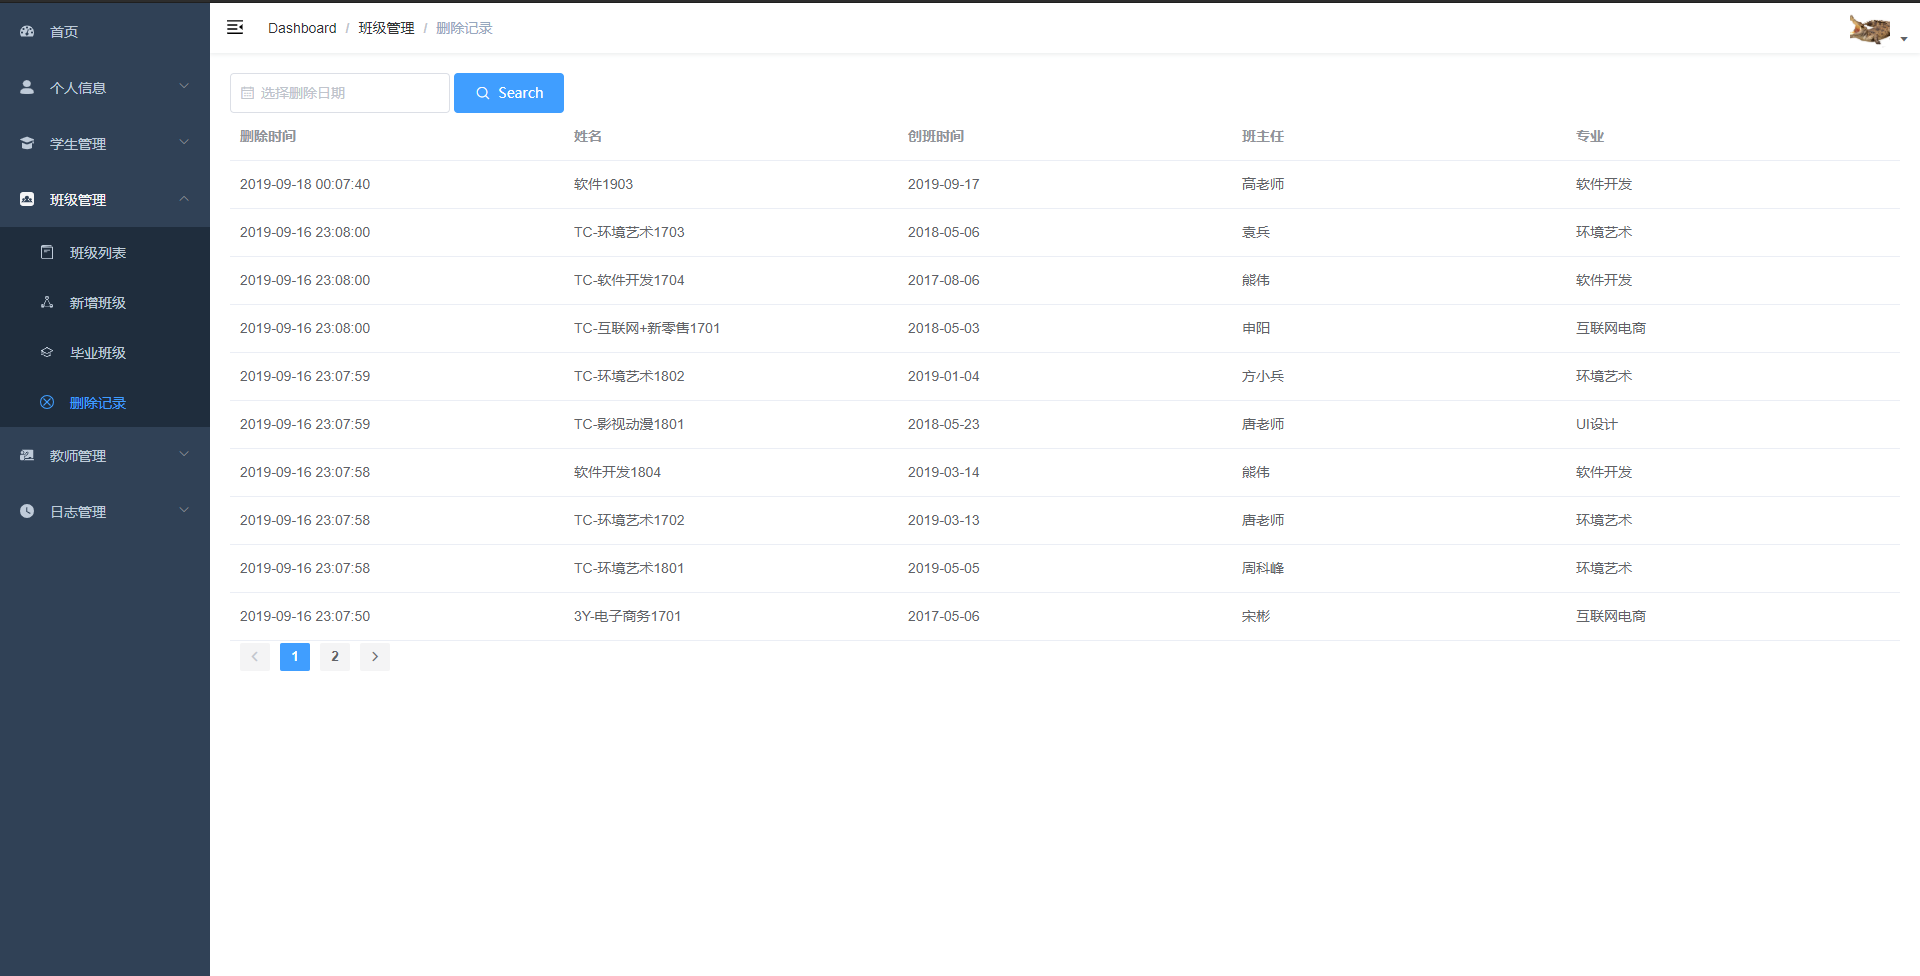 首页
个人信息
学生管理
班级管理
班级列表
新增班级
毕业班级
删除记录
教师管理
日志管理
Dashboard / 班级管理 / 删除记录
选择删除日期 Search
删除时间 姓名 创班时间 班主任 专业
2019-09-18 00:07:40 软件1903 2019-09-17 高老师 软件开发
2019-09-16 23:08:00 TC-环境艺术1703 2018-05-06 袁兵 环境艺术
2019-09-16 23:08:00 TC-软件开发1704 2017-08-06 熊伟 软件开发
2019-09-16 23:08:00 TC-互联网+新零售1701 2018-05-03 申阳 互联网电商
2019-09-16 23:07:59 TC-环境艺术1802 2019-01-04 方小兵 环境艺术
2019-09-16 23:07:59 TC-影视动漫1801 2018-05-23 唐老师 UI设计
2019-09-16 23:07:58 软件开发1804 2019-03-14 熊伟 软件开发
2019-09-16 23:07:58 TC-环境艺术1702 2019-03-13 唐老师 环境艺术
2019-09-16 23:07:58 TC-环境艺术1801 2019-05-05 周科峰 环境艺术
2019-09-16 23:07:50 3Y-电子商务1701 2017-05-06 宋彬 互联网电商
1 2